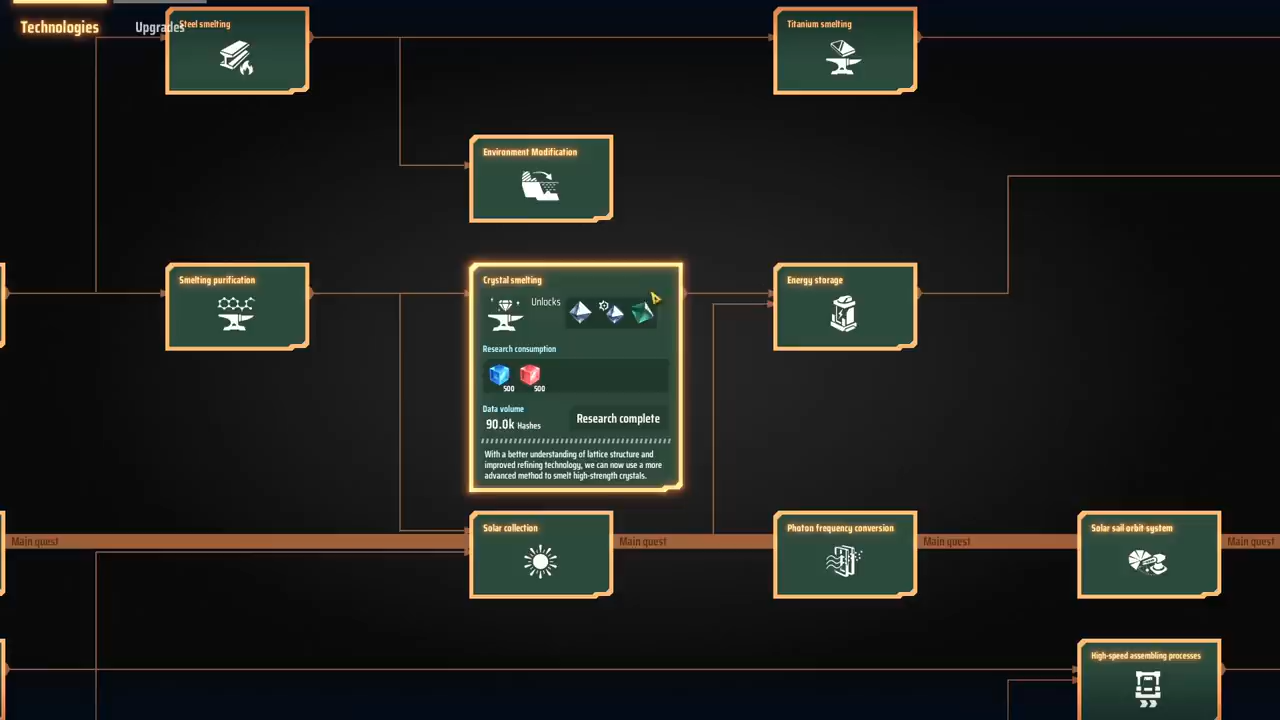 Technologies
Upgrades
Steel smelting
Titanium smelting
Environment Modification
Smelting purification
Crystal smelting
Unlocks
Research consumption
500
500
Data volume
90.0k Hashes
Research complete
With a better understanding of lattice structure and
improved refining technology, we can now use a more
advanced method to smelt high-strength crystals.
Energy storage
Main quest
Solar collection
Main quest
Photon frequency conversion
Main quest
Solar sail orbit system
Main quest
High-speed assembling processes